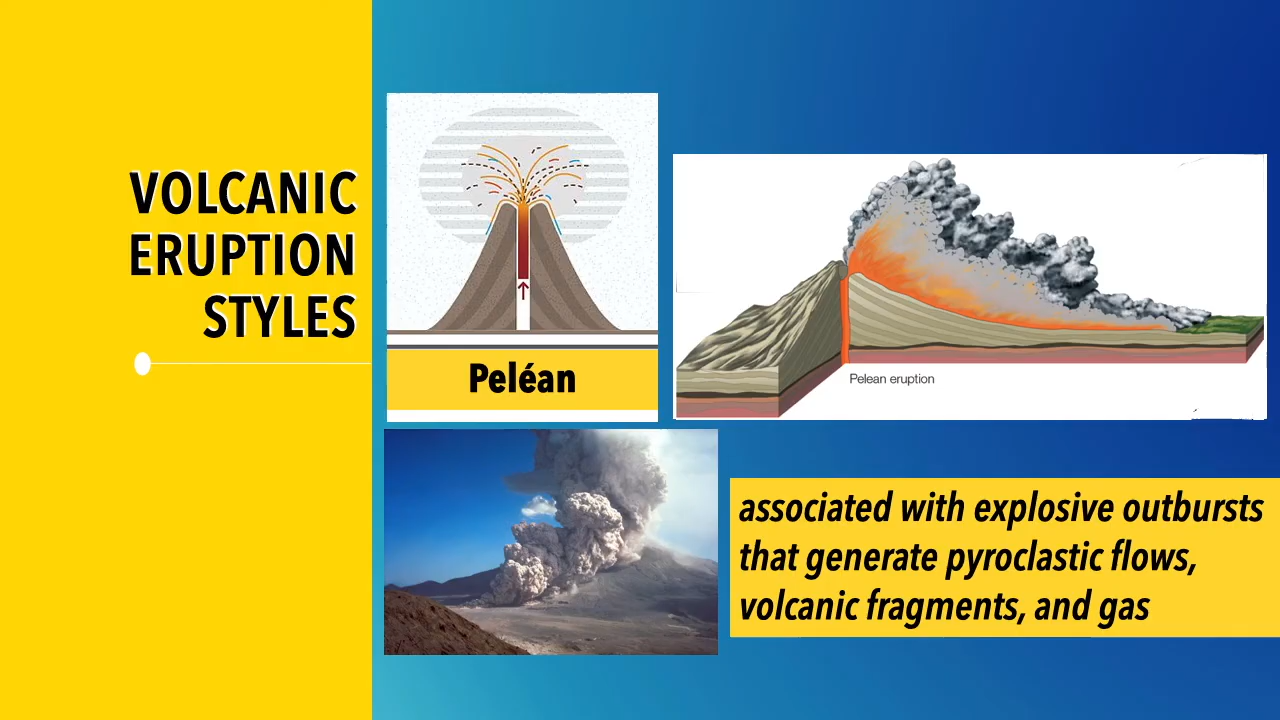 VOLCANIC
ERUPTION
STYLES
Peléan
Pelean eruption
associated with explosive outbursts
that generate pyroclastic flows,
volcanic fragments, and gas